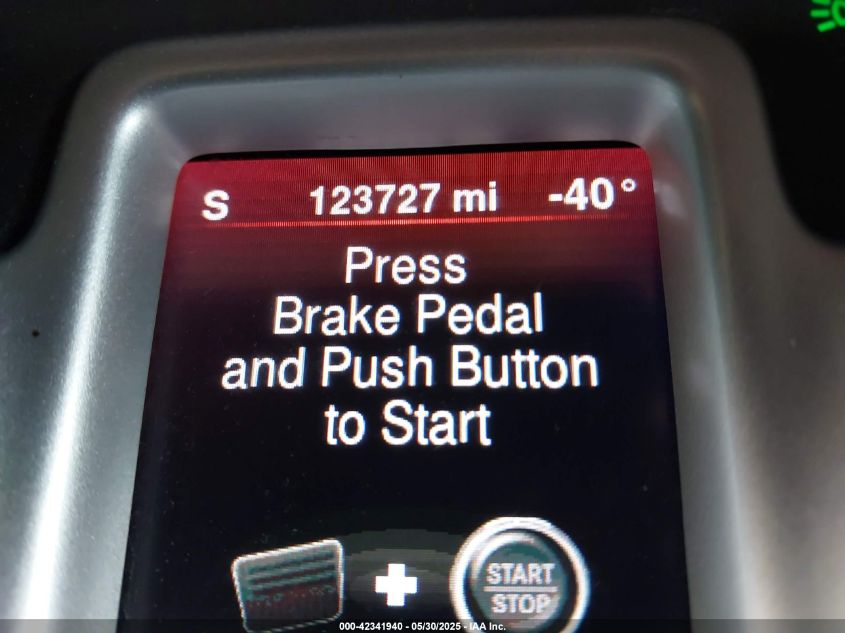 S 123727 mi -40°
Press
Brake Pedal
and Push Button
to Start
START
STOP
000-42341940 - 05/30/2025 - IAA Inc.